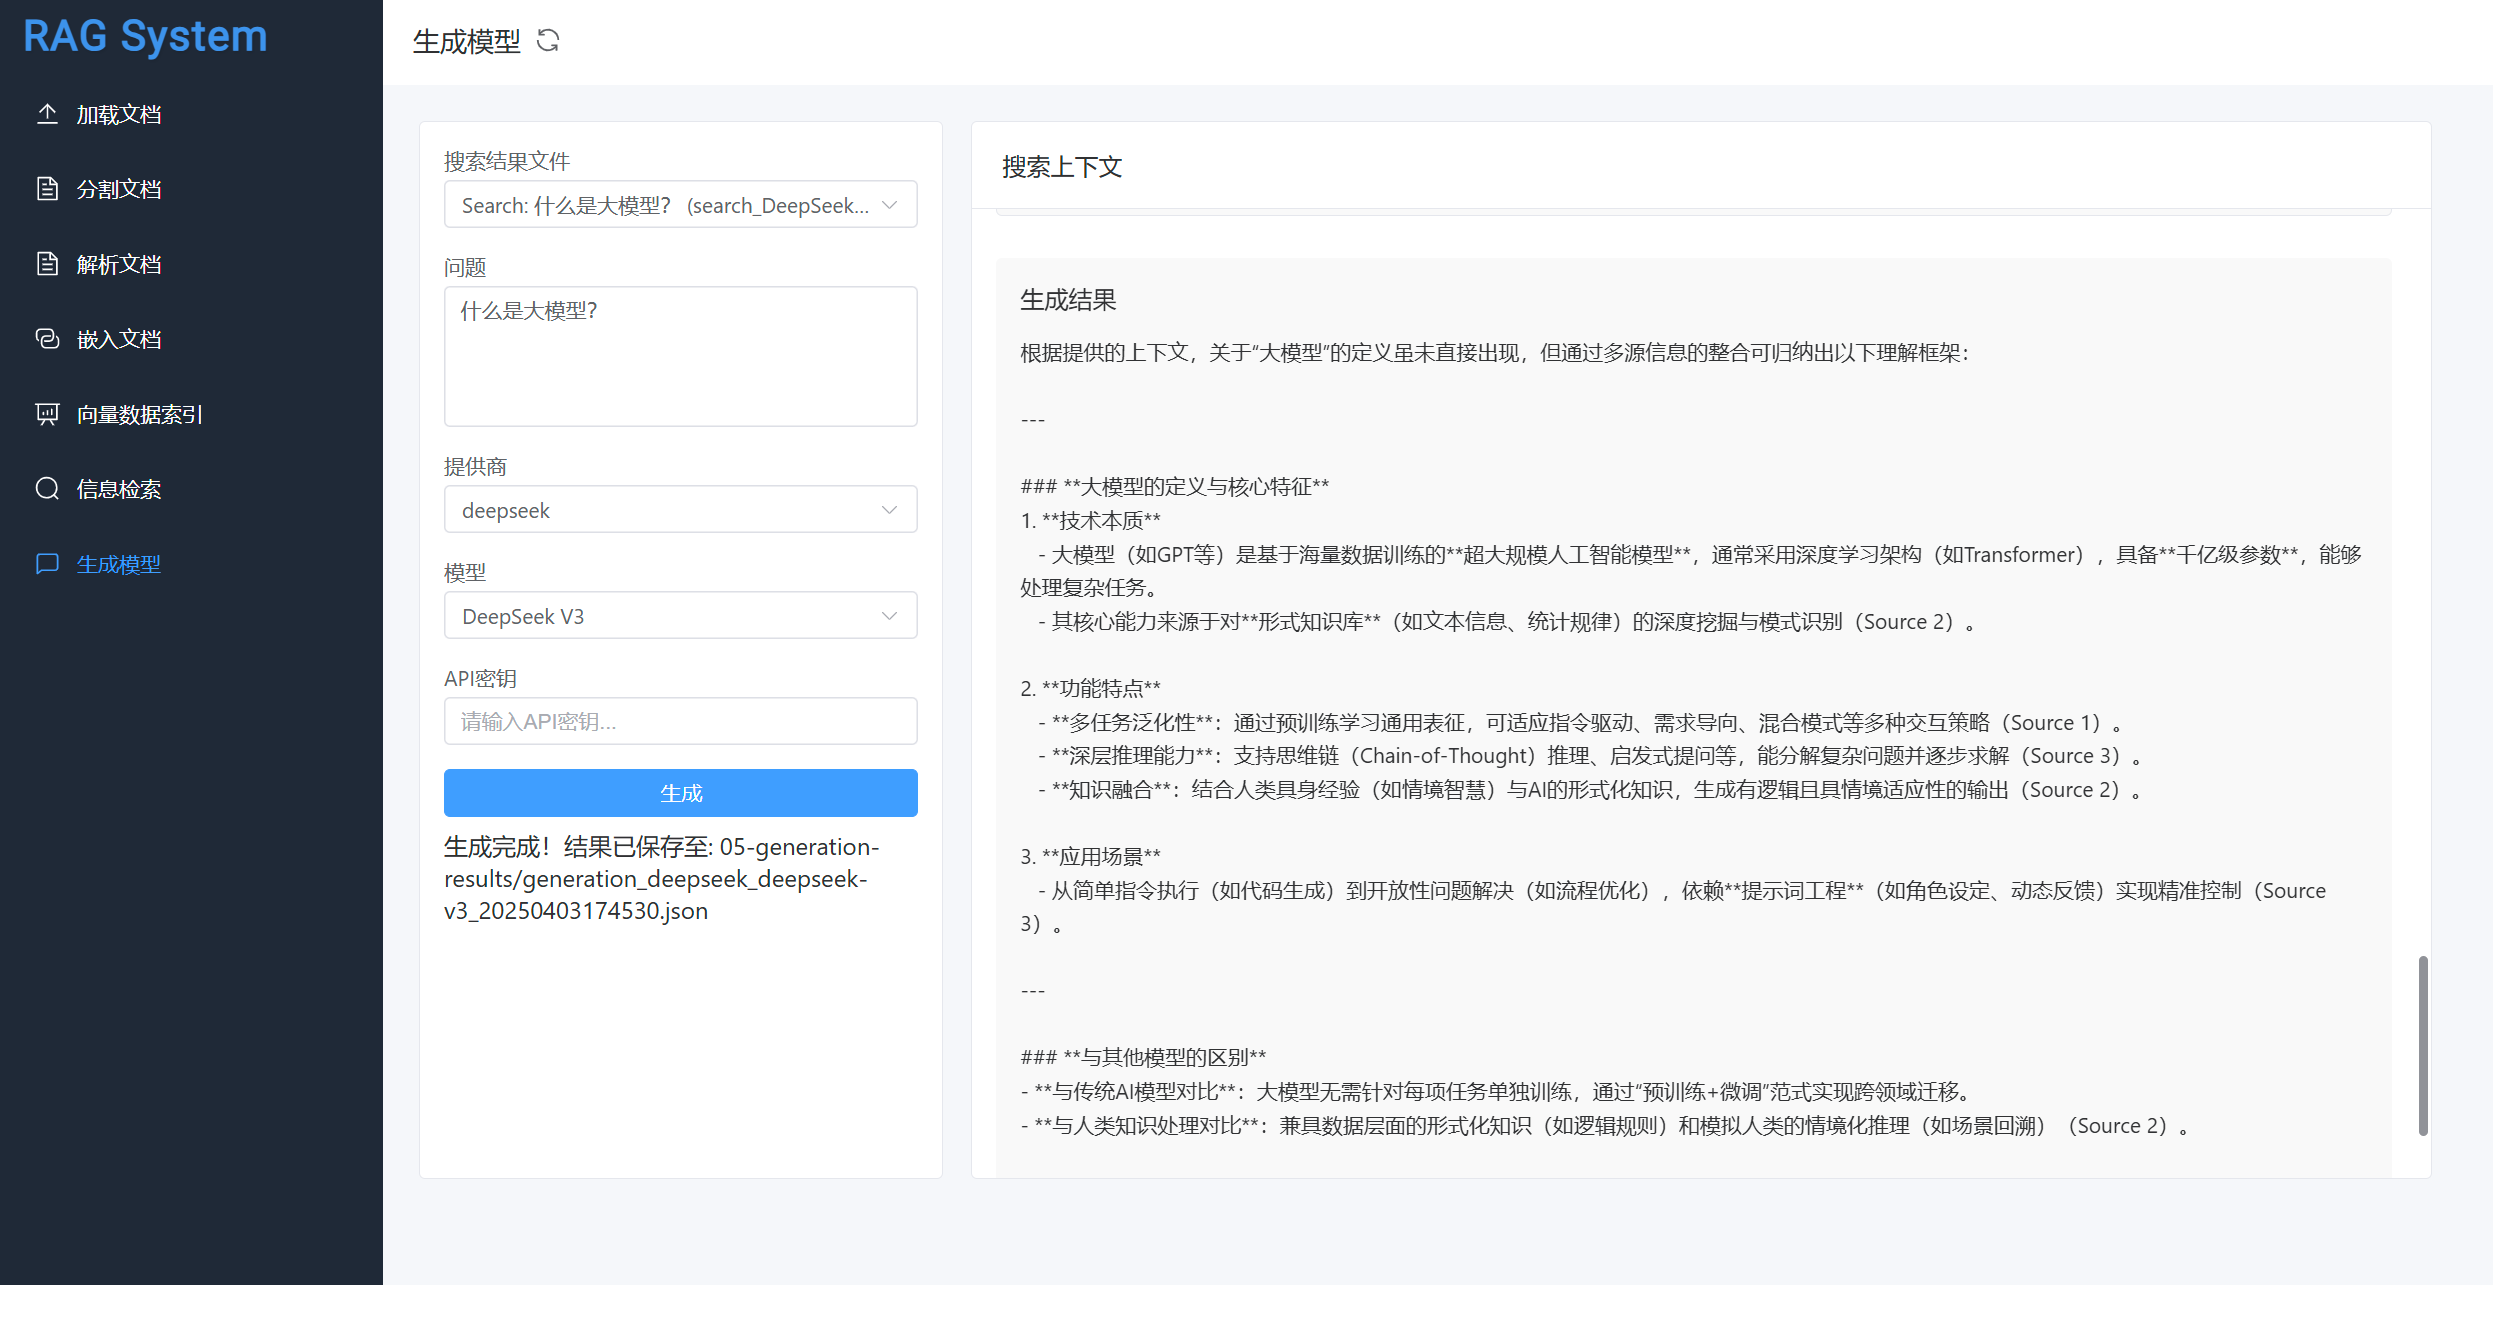 RAG System
加载文档
分割文档
解析文档
嵌入文档
向量数据索引
信息检索
生成模型
生成模型
搜索结果文件
Search: 什么是大模型？ (search_DeepSeek...
问题
什么是大模型？
提供商
deepseek
模型
DeepSeek V3
API密钥
请输入API密钥...
生成
生成完成！结果已保存至: 05-generation-
results/generation_deepseek_deepseek-
v3_20250403174530.json
搜索上下文
生成结果
根据提供的上下文，关于“大模型”的定义虽未直接出现，但通过多源信息的整合可归纳出以下理解框架：
---
### **大模型的定义与核心特征**
1. **技术本质**
- 大模型（如GPT等）是基于海量数据训练的**超大规模人工智能模型**，通常采用深度学习架构（如Transformer），具备**千亿级参数**，能够
处理复杂任务。
- 其核心能力来源于对**形式知识库**（如文本信息、统计规律）的深度挖掘与模式识别（Source 2）。
2. **功能特点**
- **多任务泛化性**：通过预训练学习通用表征，可适应指令驱动、需求导向、混合模式等多种交互策略（Source 1）。
- **深层推理能力**：支持思维链（Chain-of-Thought）推理、启发式提问等，能分解复杂问题并逐步求解（Source 3）。
- **知识融合**：结合人类具身经验（如情境智慧）与AI的形式化知识，生成有逻辑且具情境适应性的输出（Source 2）。
3. **应用场景**
- 从简单指令执行（如代码生成）到开放性问题解决（如流程优化），依赖**提示词工程**（如角色设定、动态反馈）实现精准控制（Source
3）。
---
### **与其他模型的区别**
- **与传统AI模型对比**：大模型无需针对每项任务单独训练，通过“预训练+微调”范式实现跨领域迁移。
- **与人类知识处理对比**：兼具数据层面的形式化知识（如逻辑规则）和模拟人类的情境化推理（如场景回溯）（Source 2）。